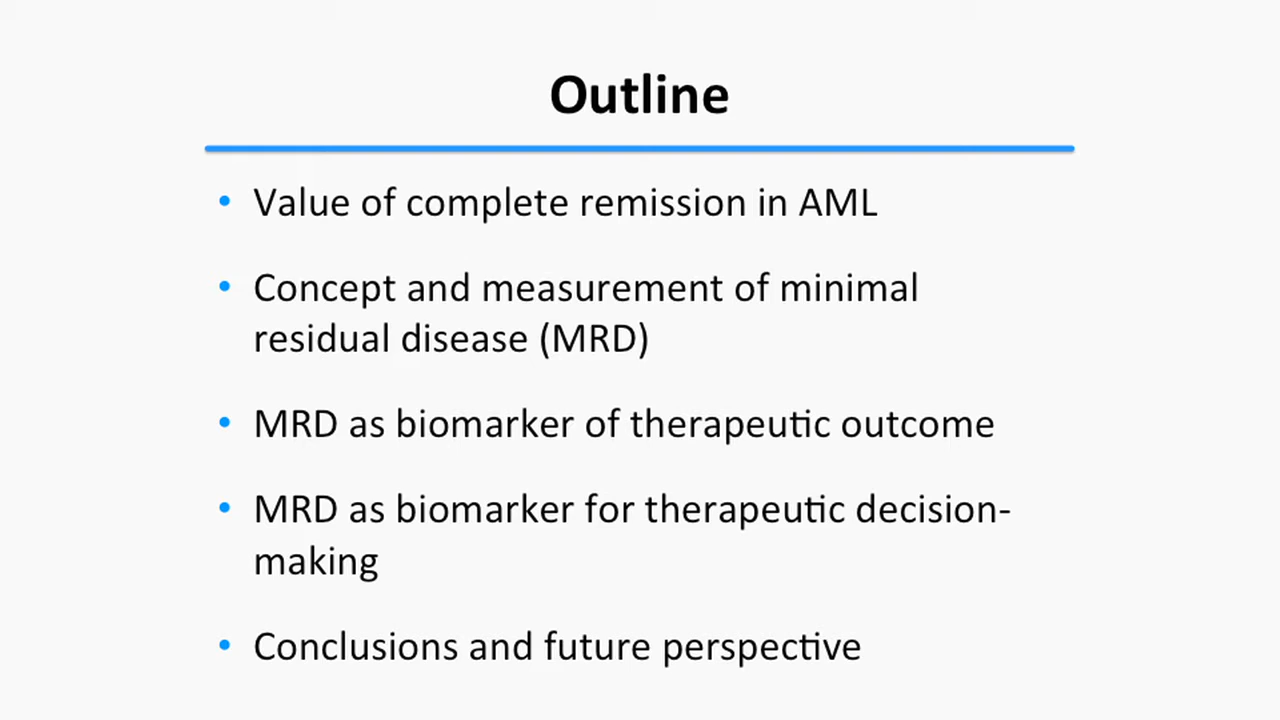 Outline
• Value of complete remission in AML
• Concept and measurement of minimal
residual disease (MRD)
• MRD as biomarker of therapeutic outcome
• MRD as biomarker for therapeutic decision-
making
• Conclusions and future perspective